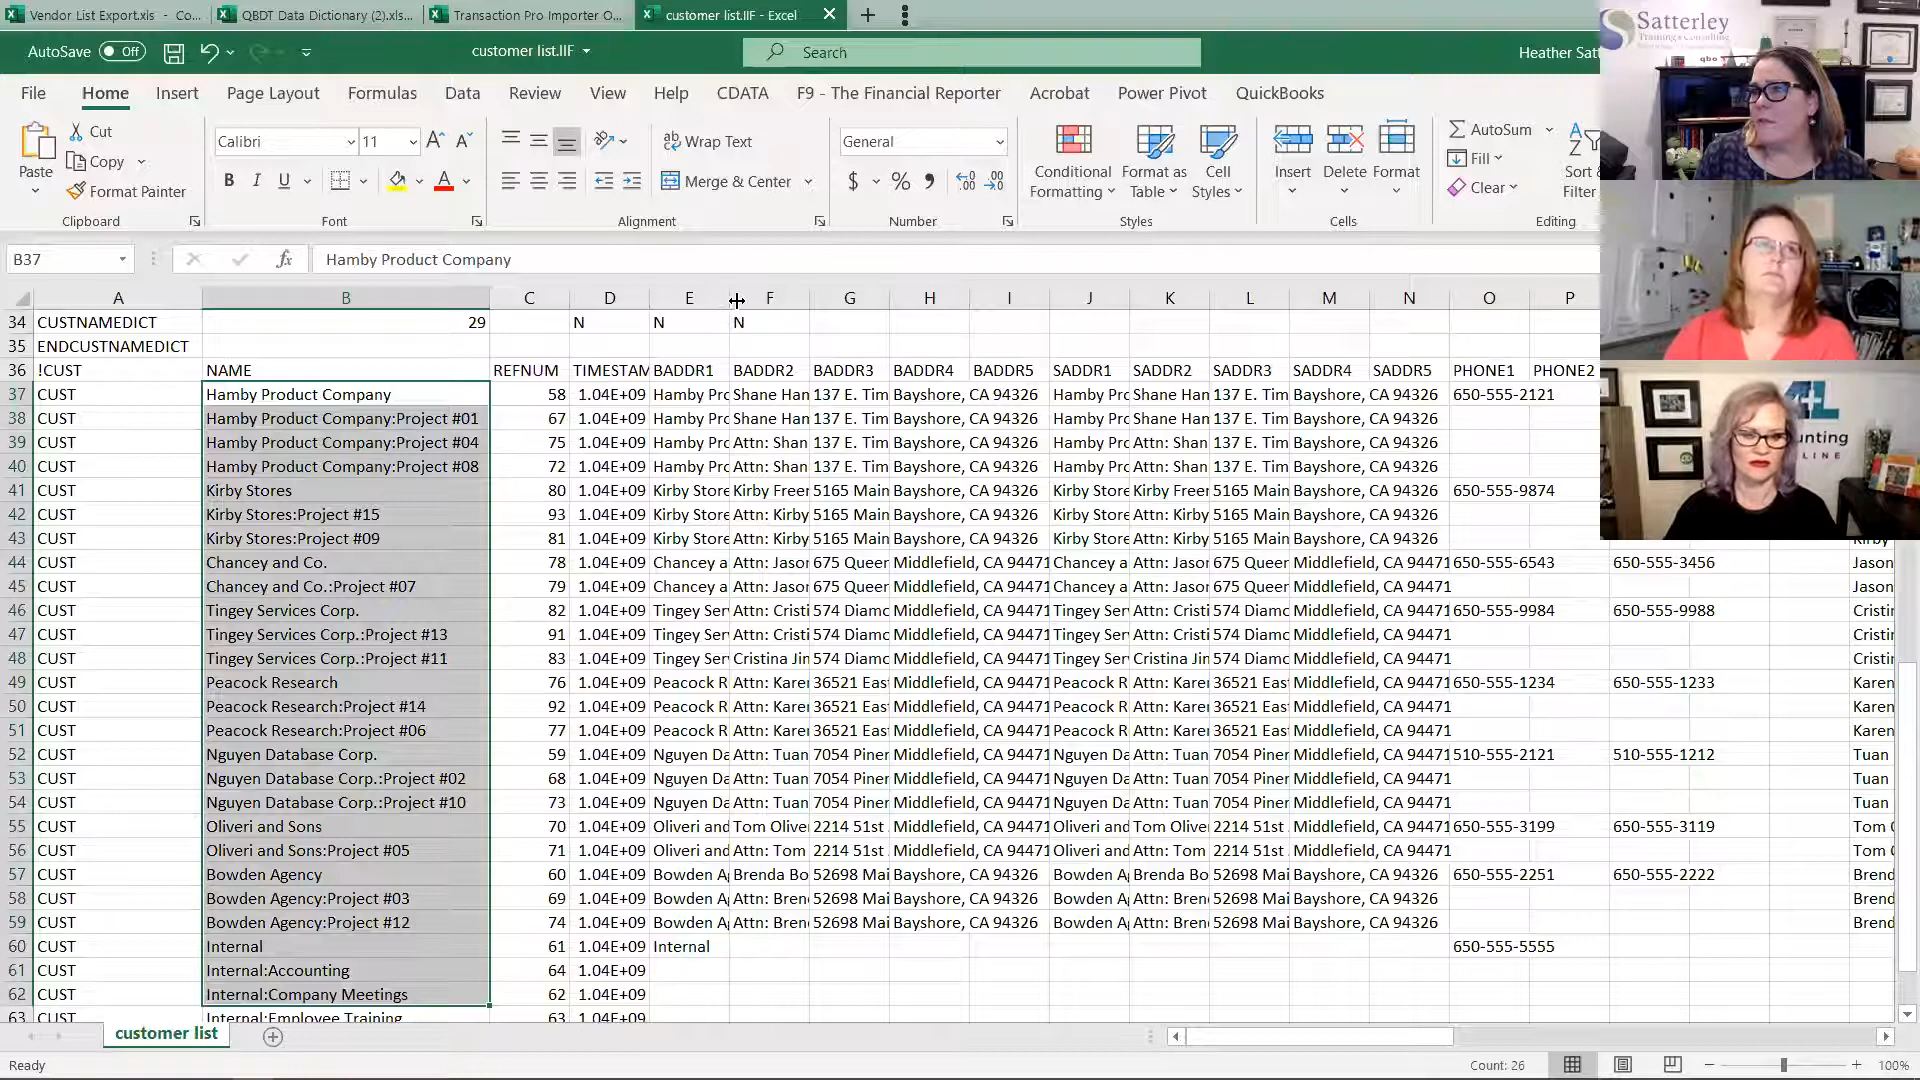 Vendor List Export.xls - Co... QBDT Data Dictionary (2).xls... Transaction Pro Importer O... customer list.IIF - Excel
AutoSave Off customer list.IIF Search Heather Satt
File Home Insert Page Layout Formulas Data Review View Help CDATA F9 - The Financial Reporter Acrobat Power Pivot QuickBooks
Paste Cut Copy Format Painter
Calibri 11 B I U
ab Wrap Text Merge & Center
General $ %
Conditional Formatting Format as Table Cell Styles
Insert Delete Format
AutoSum Fill Clear Sort Filter
Clipboard Font Alignment Number Styles Cells Editing
Satterley
Training & Consulting
qbo
4L
unting
LINE
B37 fx Hamby Product Company
A B C D E F G H I J K L M N O P
34 CUSTNAMEDICT 29 N N N
35 ENDCUSTNAMEDICT
36 !CUST NAME REFNUM TIMESTAM BADDR1 BADDR2 BADDR3 BADDR4 BADDR5 SADDR1 SADDR2 SADDR3 SADDR4 SADDR5 PHONE1 PHONE2
37 CUST Hamby Product Company 58 1.04E+09 Hamby Pro Shane Han 137 E. Tim Bayshore, CA 94326 Hamby Pro Shane Han 137 E. Tim Bayshore, CA 94326 650-555-2121
38 CUST Hamby Product Company:Project #01 67 1.04E+09 Hamby Pro Shane Han 137 E. Tim Bayshore, CA 94326 Hamby Pro Shane Han 137 E. Tim Bayshore, CA 94326
39 CUST Hamby Product Company:Project #04 75 1.04E+09 Hamby Pro Attn: Shan 137 E. Tim Bayshore, CA 94326 Hamby Pro Attn: Shan 137 E. Tim Bayshore, CA 94326
40 CUST Hamby Product Company:Project #08 72 1.04E+09 Hamby Pro Attn: Shan 137 E. Tim Bayshore, CA 94326 Hamby Pro Attn: Shan 137 E. Tim Bayshore, CA 94326
41 CUST Kirby Stores 80 1.04E+09 Kirby Store Kirby Freer 5165 Main Bayshore, CA 94326 Kirby Store Kirby Freer 5165 Main Bayshore, CA 94326 650-555-9874
42 CUST Kirby Stores:Project #15 93 1.04E+09 Kirby Store Attn: Kirby 5165 Main Bayshore, CA 94326 Kirby Store Attn: Kirby 5165 Main Bayshore, CA 94326
43 CUST Kirby Stores:Project #09 81 1.04E+09 Kirby Store Attn: Kirby 5165 Main Bayshore, CA 94326 Kirby Store Attn: Kirby 5165 Main Bayshore, CA 94326
44 CUST Chancey and Co. 78 1.04E+09 Chancey a Attn: Jasor 675 Queer Middlefield, CA 94471 Chancey a Attn: Jasor 675 Queer Middlefield, CA 94471 650-555-6543 650-555-3456 Jason
45 CUST Chancey and Co.:Project #07 79 1.04E+09 Chancey a Attn: Jasor 675 Queer Middlefield, CA 94471 Chancey a Attn: Jasor 675 Queer Middlefield, CA 94471 Jason
46 CUST Tingey Services Corp. 82 1.04E+09 Tingey Ser Attn: Cristi 574 Diamc Middlefield, CA 94471 Tingey Ser Attn: Cristi 574 Diamc Middlefield, CA 94471 650-555-9984 650-555-9988 Cristin
47 CUST Tingey Services Corp.:Project #13 91 1.04E+09 Tingey Ser Attn: Cristi 574 Diamc Middlefield, CA 94471 Tingey Ser Attn: Cristi 574 Diamc Middlefield, CA 94471 Cristin
48 CUST Tingey Services Corp.:Project #11 83 1.04E+09 Tingey Ser Cristina Jin 574 Diamc Middlefield, CA 94471 Tingey Ser Cristina Jin 574 Diamc Middlefield, CA 94471 Cristin
49 CUST Peacock Research 76 1.04E+09 Peacock R Attn: Karer 36521 East Middlefield, CA 94471 Peacock R Attn: Karer 36521 East Middlefield, CA 94471 650-555-1234 650-555-1233 Karen
50 CUST Peacock Research:Project #14 92 1.04E+09 Peacock R Attn: Karer 36521 East Middlefield, CA 94471 Peacock R Attn: Karer 36521 East Middlefield, CA 94471 Karen
51 CUST Peacock Research:Project #06 77 1.04E+09 Peacock R Attn: Karer 36521 East Middlefield, CA 94471 Peacock R Attn: Karer 36521 East Middlefield, CA 94471 Karen
52 CUST Nguyen Database Corp. 59 1.04E+09 Nguyen Da Attn: Tuan 7054 Piner Middlefield, CA 94471 Nguyen Da Attn: Tuan 7054 Piner Middlefield, CA 94471 510-555-2121 510-555-1212 Tuan
53 CUST Nguyen Database Corp.:Project #02 68 1.04E+09 Nguyen Da Attn: Tuan 7054 Piner Middlefield, CA 94471 Nguyen Da Attn: Tuan 7054 Piner Middlefield, CA 94471 Tuan
54 CUST Nguyen Database Corp.:Project #10 73 1.04E+09 Nguyen Da Attn: Tuan 7054 Piner Middlefield, CA 94471 Nguyen Da Attn: Tuan 7054 Piner Middlefield, CA 94471 Tuan
55 CUST Oliveri and Sons 70 1.04E+09 Oliveri and Tom Olive 2214 51st Middlefield, CA 94471 Oliveri and Tom Olive 2214 51st Middlefield, CA 94471 650-555-3199 650-555-3119 Tom O
56 CUST Oliveri and Sons:Project #05 71 1.04E+09 Oliveri and Attn: Tom 2214 51st Middlefield, CA 94471 Oliveri and Attn: Tom 2214 51st Middlefield, CA 94471 Tom O
57 CUST Bowden Agency 60 1.04E+09 Bowden A Brenda Bo 52698 Mai Bayshore, CA 94326 Bowden A Brenda Bo 52698 Mai Bayshore, CA 94326 650-555-2251 650-555-2222 Brend
58 CUST Bowden Agency:Project #03 69 1.04E+09 Bowden A Attn: Bren 52698 Mai Bayshore, CA 94326 Bowden A Attn: Bren 52698 Mai Bayshore, CA 94326 Brend
59 CUST Bowden Agency:Project #12 74 1.04E+09 Bowden A Attn: Bren 52698 Mai Bayshore, CA 94326 Bowden A Attn: Bren 52698 Mai Bayshore, CA 94326 Brend
60 CUST Internal 61 1.04E+09 Internal 650-555-5555
61 CUST Internal:Accounting 64 1.04E+09
62 CUST Internal:Company Meetings 62 1.04E+09
63 CUST Internal:Employee Training 63 1.04E+09
customer list
Ready Count: 26 100%